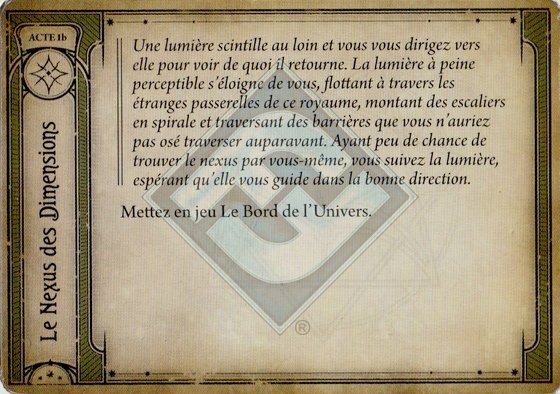 ACTE 1b
Le Nexus des Dimensions
Une lumière scintille au loin et vous vous dirigez vers
elle pour voir de quoi il retourne. La lumière à peine
perceptible s'éloigne de vous, flottant à travers les
étranges passerelles de ce royaume, montant des escaliers
en spirale et traversant des barrières que vous n'auriez
pas osé traverser auparavant. Ayant peu de chance de
trouver le nexus par vous-même, vous suivez la lumière,
espérant qu'elle vous guide dans la bonne direction.
Mettez en jeu Le Bord de l'Univers.
®